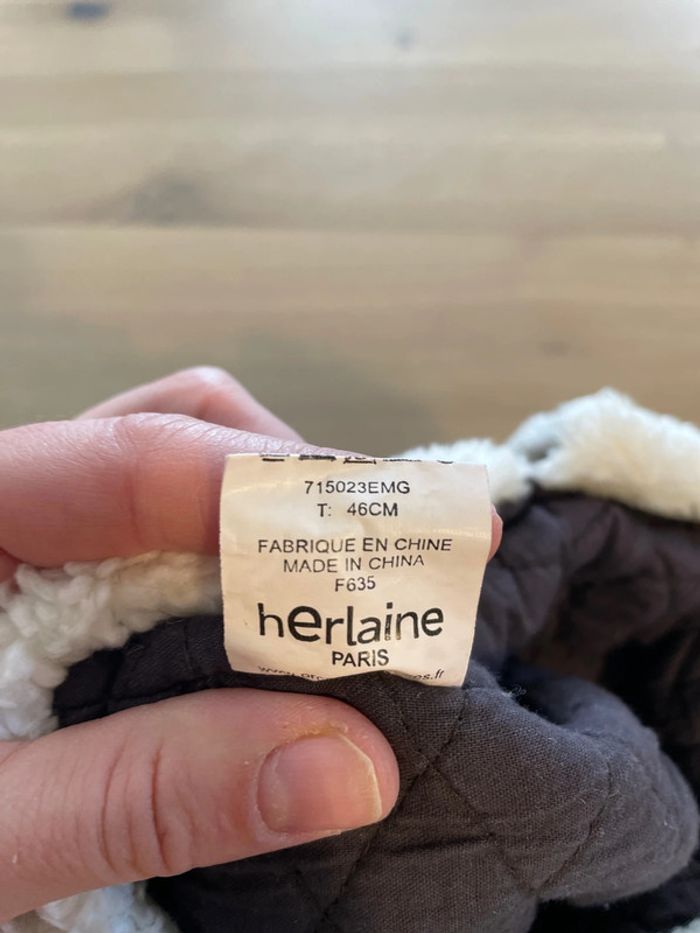 715023EMG
T: 46CM
FABRIQUE EN CHINE
MADE IN CHINA
F635
hErlaine
PARIS